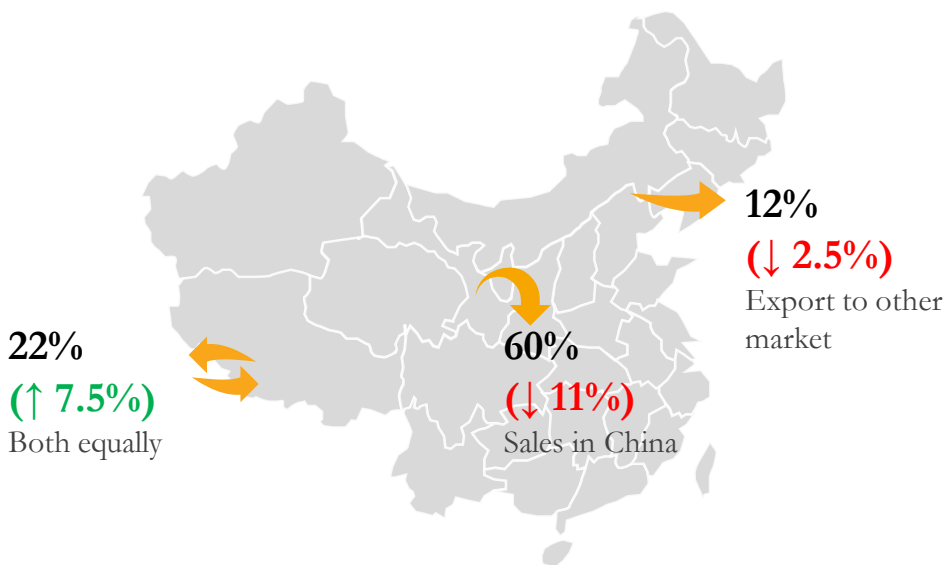 12%
(↓ 2.5%)
Export to other
market
22%
(↑ 7.5%)
Both equally
60%
(↓ 11%)
Sales in China